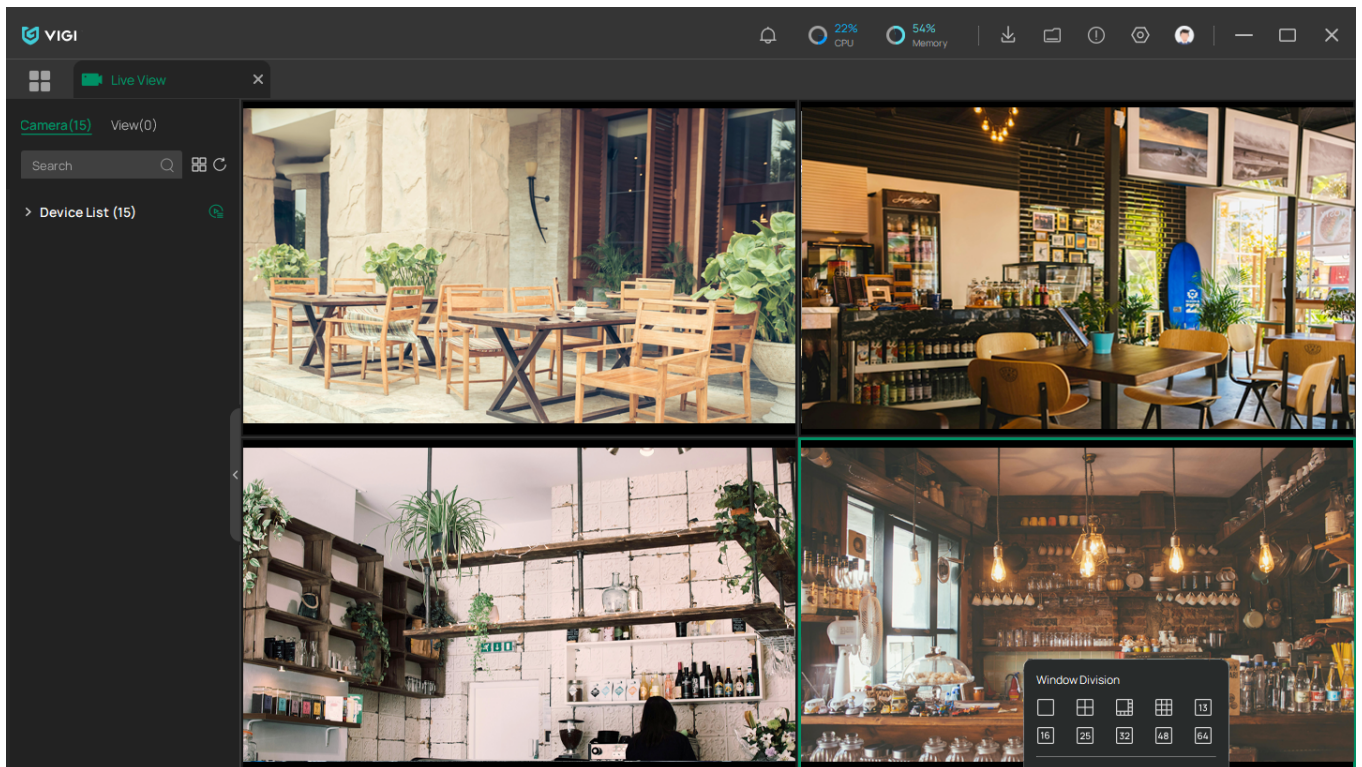 VIGI
22%
CPU
54%
Memory
Live View
Camera(15) View(0)
Search
Device List (15)
Window Division
13
16 25 32 48 64